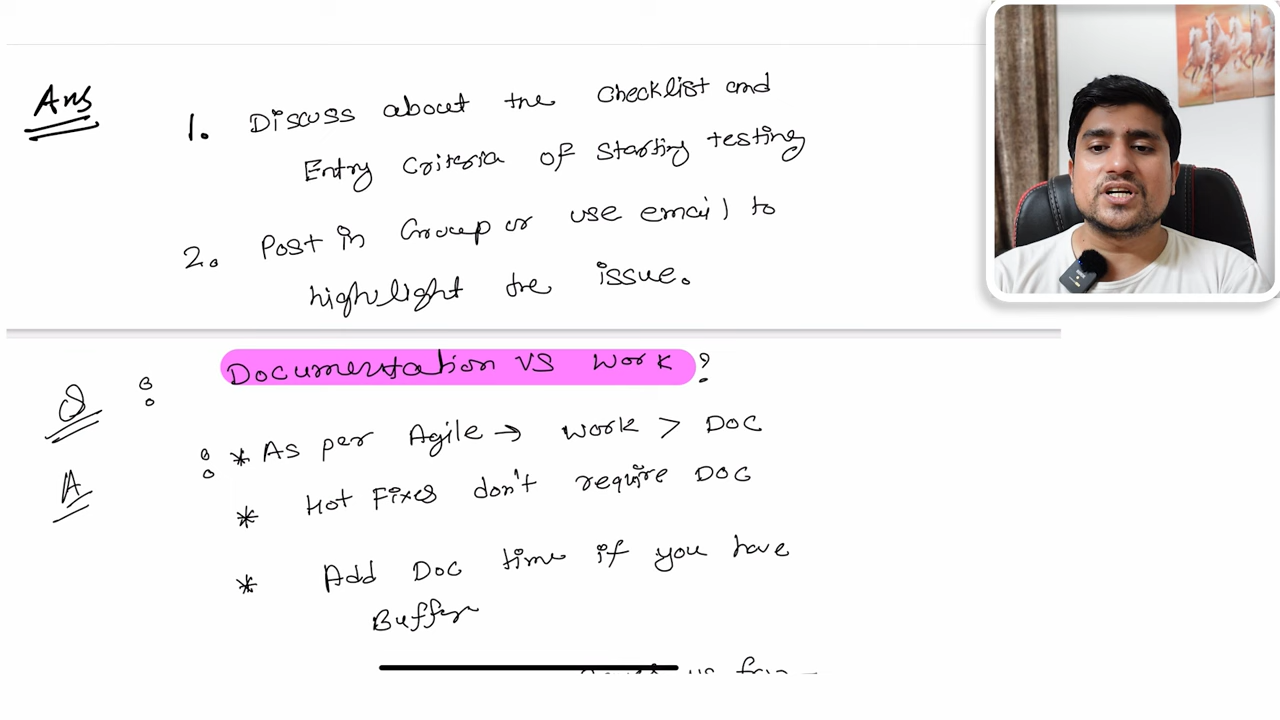 Ans
1. Discuss about the checklist and
Entry Criteria of starting testing
2. Post in Group or use email to
highlight the issue.
Q : Documentation VS Work ?
A : * As per Agile → Work > DOC
* Hot Fixes don't require DOC
* Add Doc time if you have
Buffer